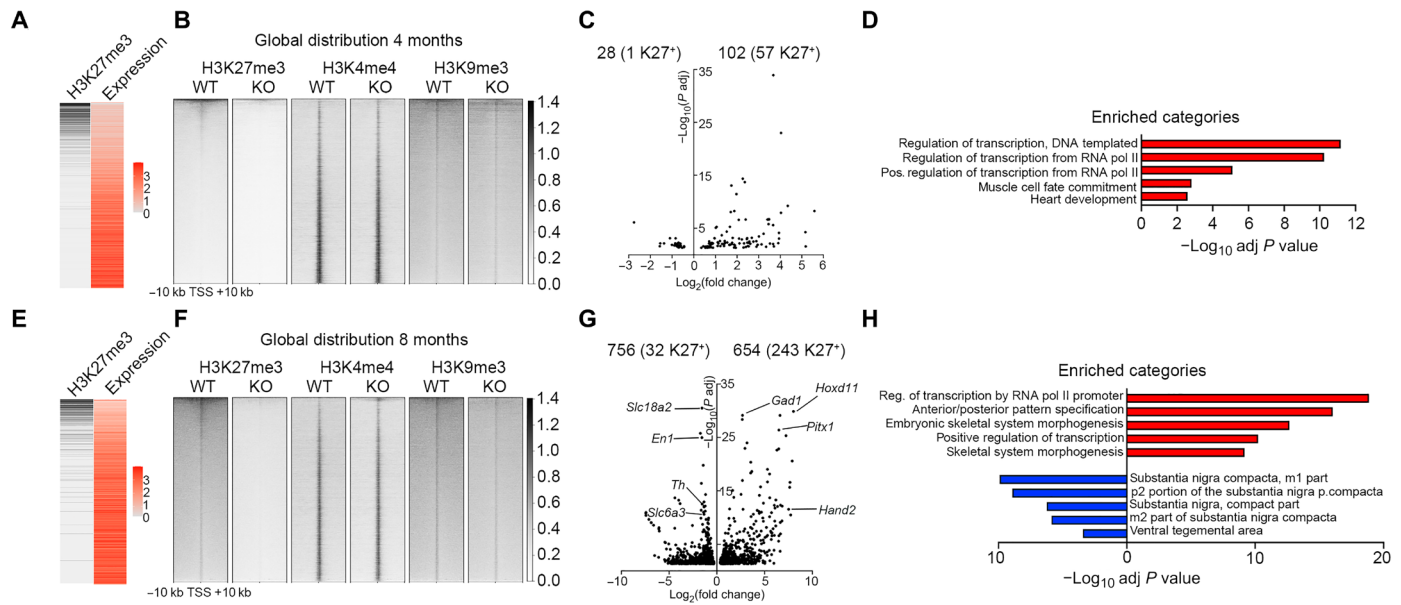 A
H3K27me3
Expression
3
2
1
0
B
Global distribution 4 months
H3K27me3 H3K4me4 H3K9me3
WT KO WT KO WT KO
1.4
1.2
1.0
0.8
0.6
0.4
0.2
0.0
−10 kb TSS +10 kb
C
28 (1 K27+) 102 (57 K27+)
−Log10(P adj)
35
25
15
5
−3 −2 −1 0 1 2 3 4 5 6
Log2(fold change)
D
Enriched categories
Regulation of transcription, DNA templated
Regulation of transcription from RNA pol II
Pos. regulation of transcription from RNA pol II
Muscle cell fate commitment
Heart development
0 2 4 6 8 10 12
−Log10 adj P value
E
H3K27me3
Expression
3
2
1
0
F
Global distribution 8 months
H3K27me3 H3K4me4 H3K9me3
WT KO WT KO WT KO
1.4
1.2
1.0
0.8
0.6
0.4
0.2
0.0
−10 kb TSS +10 kb
G
756 (32 K27+) 654 (243 K27+)
−Log10(P adj)
35
25
15
Slc18a2
En1
Th
Slc6a3
Gad1
Hoxd11
Pitx1
Hand2
−10 −5 0 5 10
Log2(fold change)
H
Enriched categories
Reg. of transcription by RNA pol II promoter
Anterior/posterior pattern specification
Embryonic skeletal system morphogenesis
Positive regulation of transcription
Skeletal system morphogenesis
Substantia nigra compacta, m1 part
p2 portion of the substantia nigra p.compacta
Substantia nigra, compact part
m2 part of substantia nigra compacta
Ventral tegemental area
10 0 10 20
−Log10 adj P value